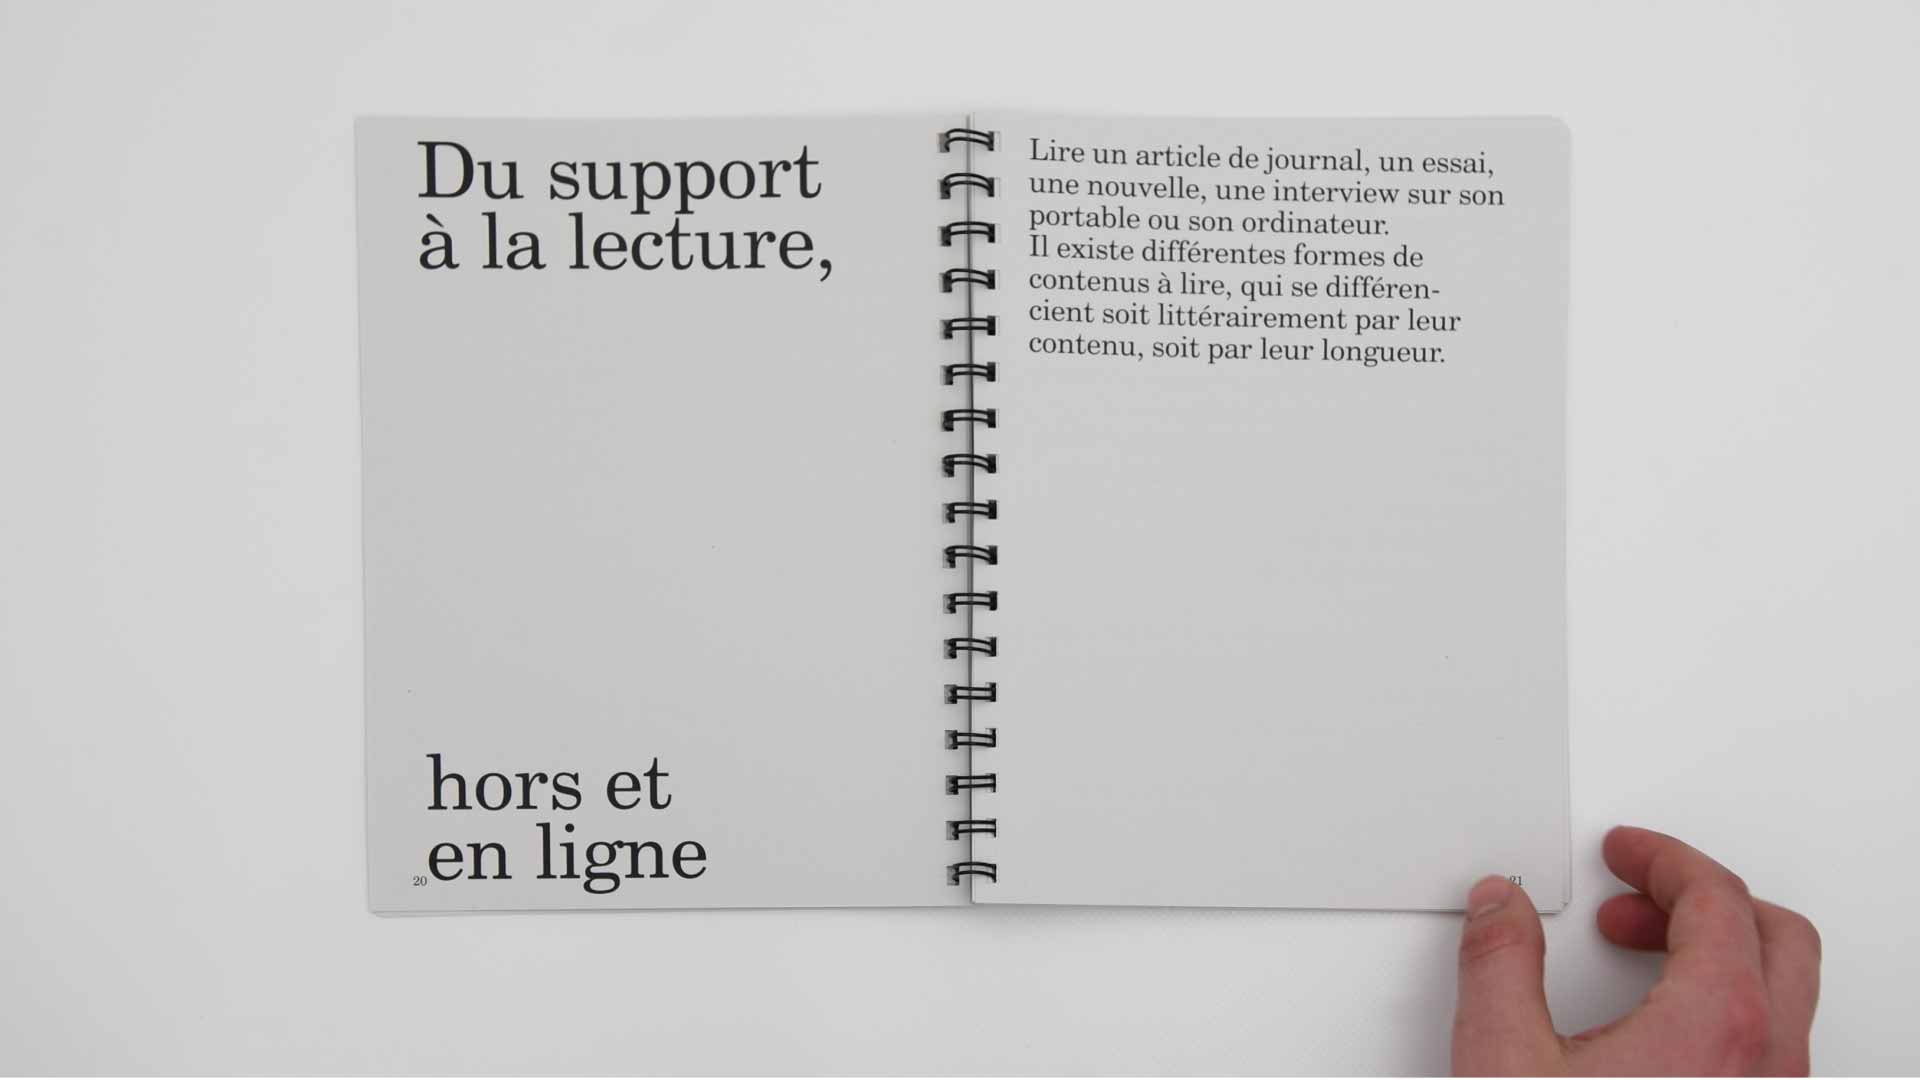 Du support
à la lecture,
hors et
en ligne
20
Lire un article de journal, un essai,
une nouvelle, une interview sur son
portable ou son ordinateur.
Il existe différentes formes de
contenus à lire, qui se différen-
cient soit littérairement par leur
contenu, soit par leur longueur.
21